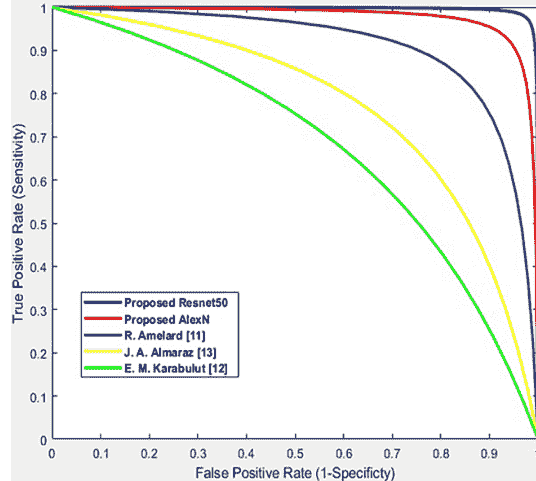 1
0.9
0.8
0.7
0.6
0.5
0.4
0.3
0.2
0.1
0
True Positive Rate (Sensitivity)
Proposed Resnet50
Proposed AlexN
R. Amelard [11]
J. A. Almaraz [13]
E. M. Karabulut [12]
0 0.1 0.2 0.3 0.4 0.5 0.6 0.7 0.8 0.9
False Positive Rate (1-Specificty)